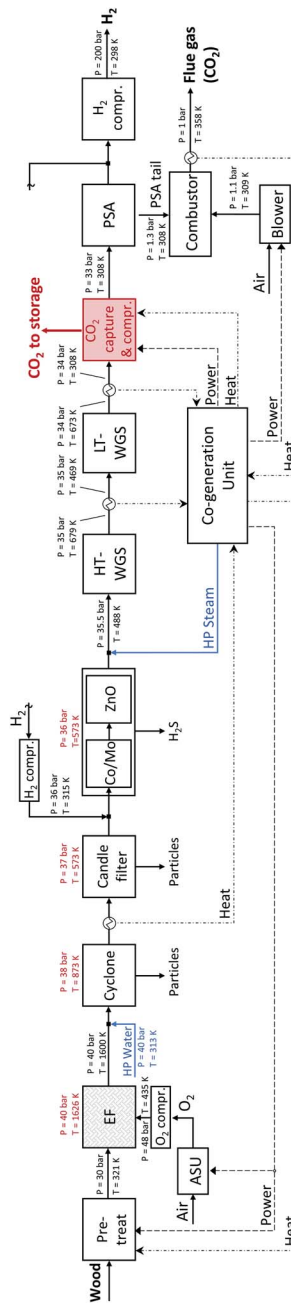 Wood
Pre-
treat
P = 30 bar
T = 321 K
P = 40 bar
T = 1626 K
EF
P = 48 bar
T = 435 K
O2 compr.
O2
Air
ASU
P = 40 bar
T = 1600 K
HP Water
P = 40 bar
T = 313 K
P = 38 bar
T = 873 K
Cyclone
Particles
P = 37 bar
T = 573 K
Candle
filter
Particles
H2 compr.
H2
P = 36 bar
T = 315 K
P = 36 bar
T=573 K
Co/Mo
ZnO
H2S
P = 35.5 bar
T = 488 K
HP Steam
HT-
WGS
P = 35 bar
T = 679 K
P = 35 bar
T = 469 K
LT-
WGS
P = 34 bar
T = 673 K
P = 34 bar
T = 308 K
CO2 to storage
CO2
capture
& compr.
P = 33 bar
T = 308 K
PSA
H2
compr.
P = 200 bar
T = 298 K
H2
PSA tail
P = 1.3 bar
T = 308 K
Combustor
P = 1 bar
T = 358 K
Flue gas
(CO2)
P = 1.1 bar
T = 309 K
Air
Blower
Co-generation
Unit
Power
Heat
Heat
Power
Heat
Power
Heat